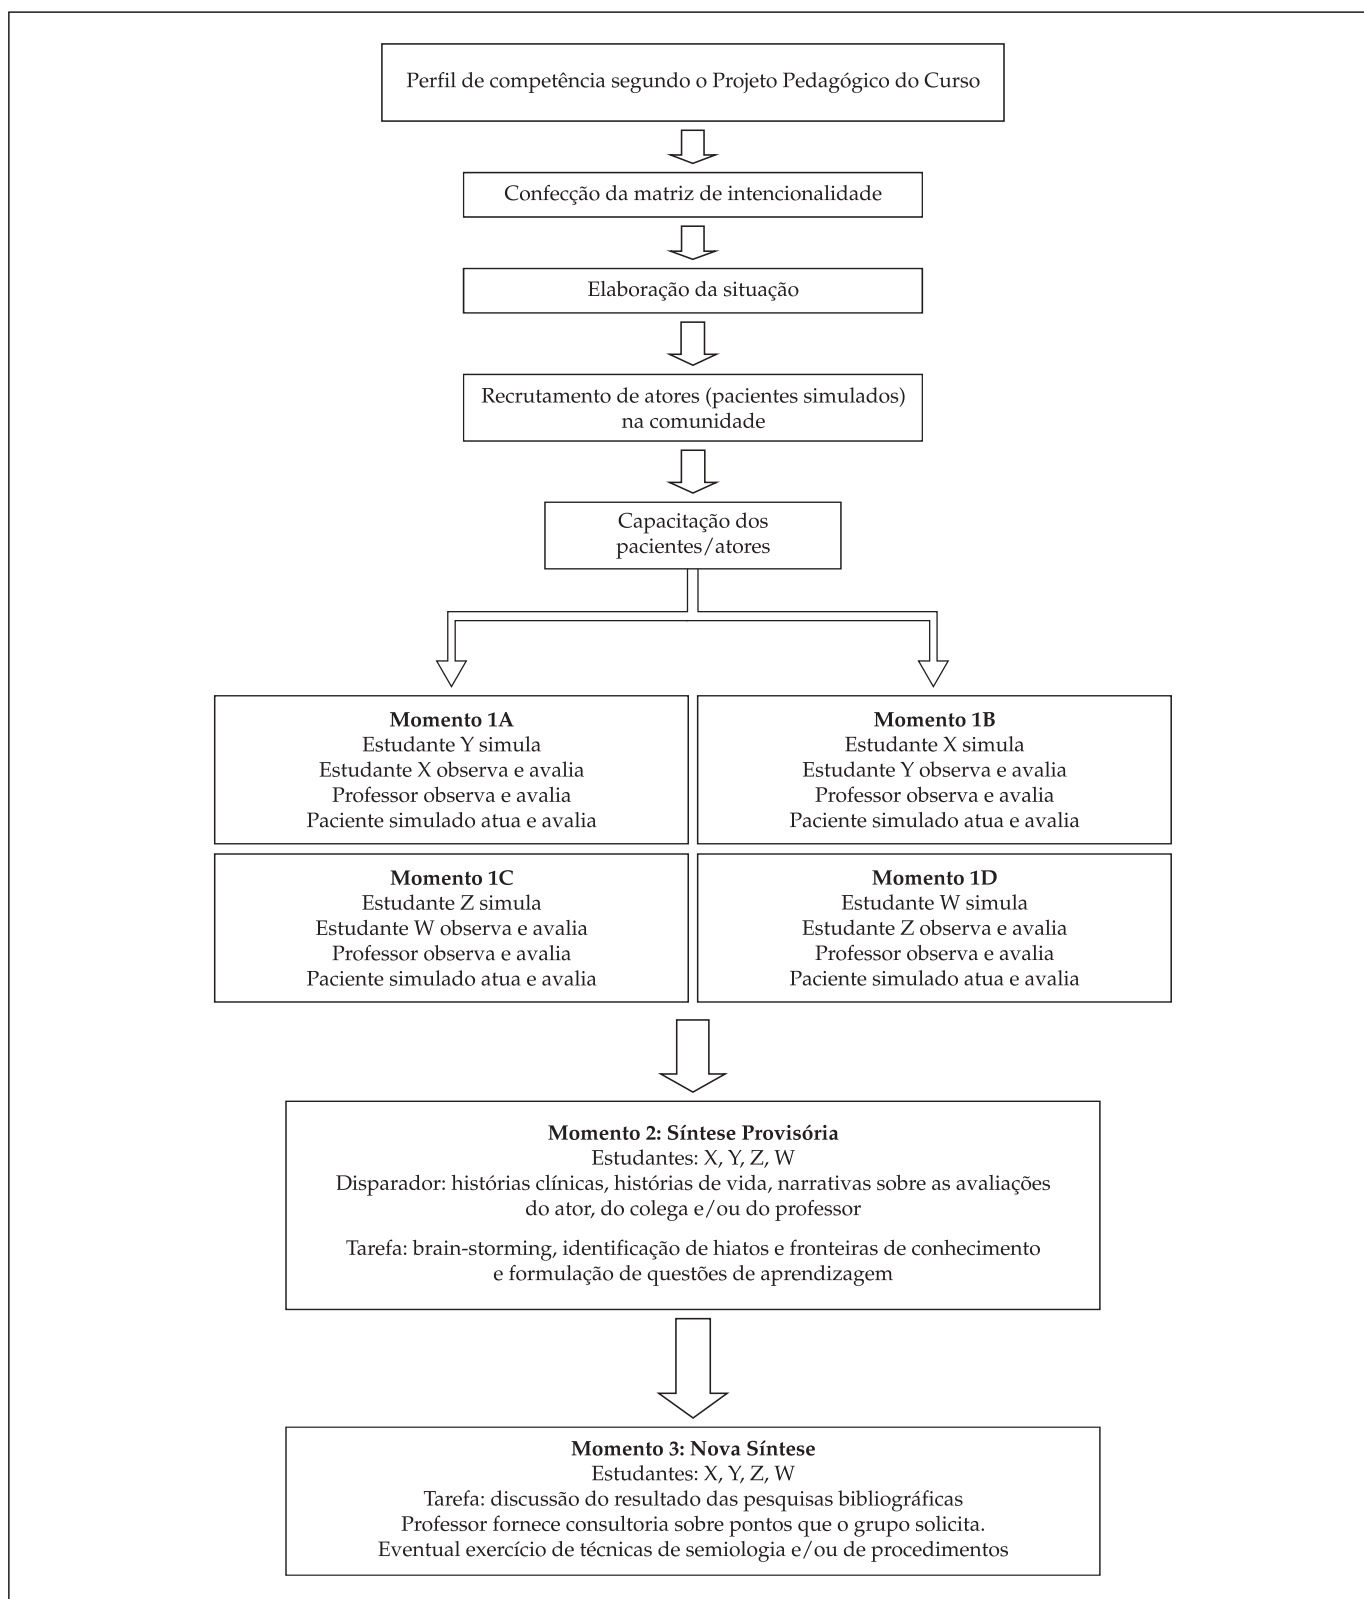 Perfil de competência segundo o Projeto Pedagógico do Curso
Confecção da matriz de intencionalidade
Elaboração da situação
Recrutamento de atores (pacientes simulados)
na comunidade
Capacitação dos
pacientes/atores
Momento 1A
Estudante Y simula
Estudante X observa e avalia
Professor observa e avalia
Paciente simulado atua e avalia
Momento 1B
Estudante X simula
Estudante Y observa e avalia
Professor observa e avalia
Paciente simulado atua e avalia
Momento 1C
Estudante Z simula
Estudante W observa e avalia
Professor observa e avalia
Paciente simulado atua e avalia
Momento 1D
Estudante W simula
Estudante Z observa e avalia
Professor observa e avalia
Paciente simulado atua e avalia
Momento 2: Síntese Provisória
Estudantes: X, Y, Z, W
Disparador: histórias clínicas, histórias de vida, narrativas sobre as avaliações
do ator, do colega e/ou do professor
Tarefa: brain-storming, identificação de hiatos e fronteiras de conhecimento
e formulação de questões de aprendizagem
Momento 3: Nova Síntese
Estudantes: X, Y, Z, W
Tarefa: discussão do resultado das pesquisas bibliográficas
Professor fornece consultoria sobre pontos que o grupo solicita.
Eventual exercício de técnicas de semiologia e/ou de procedimentos